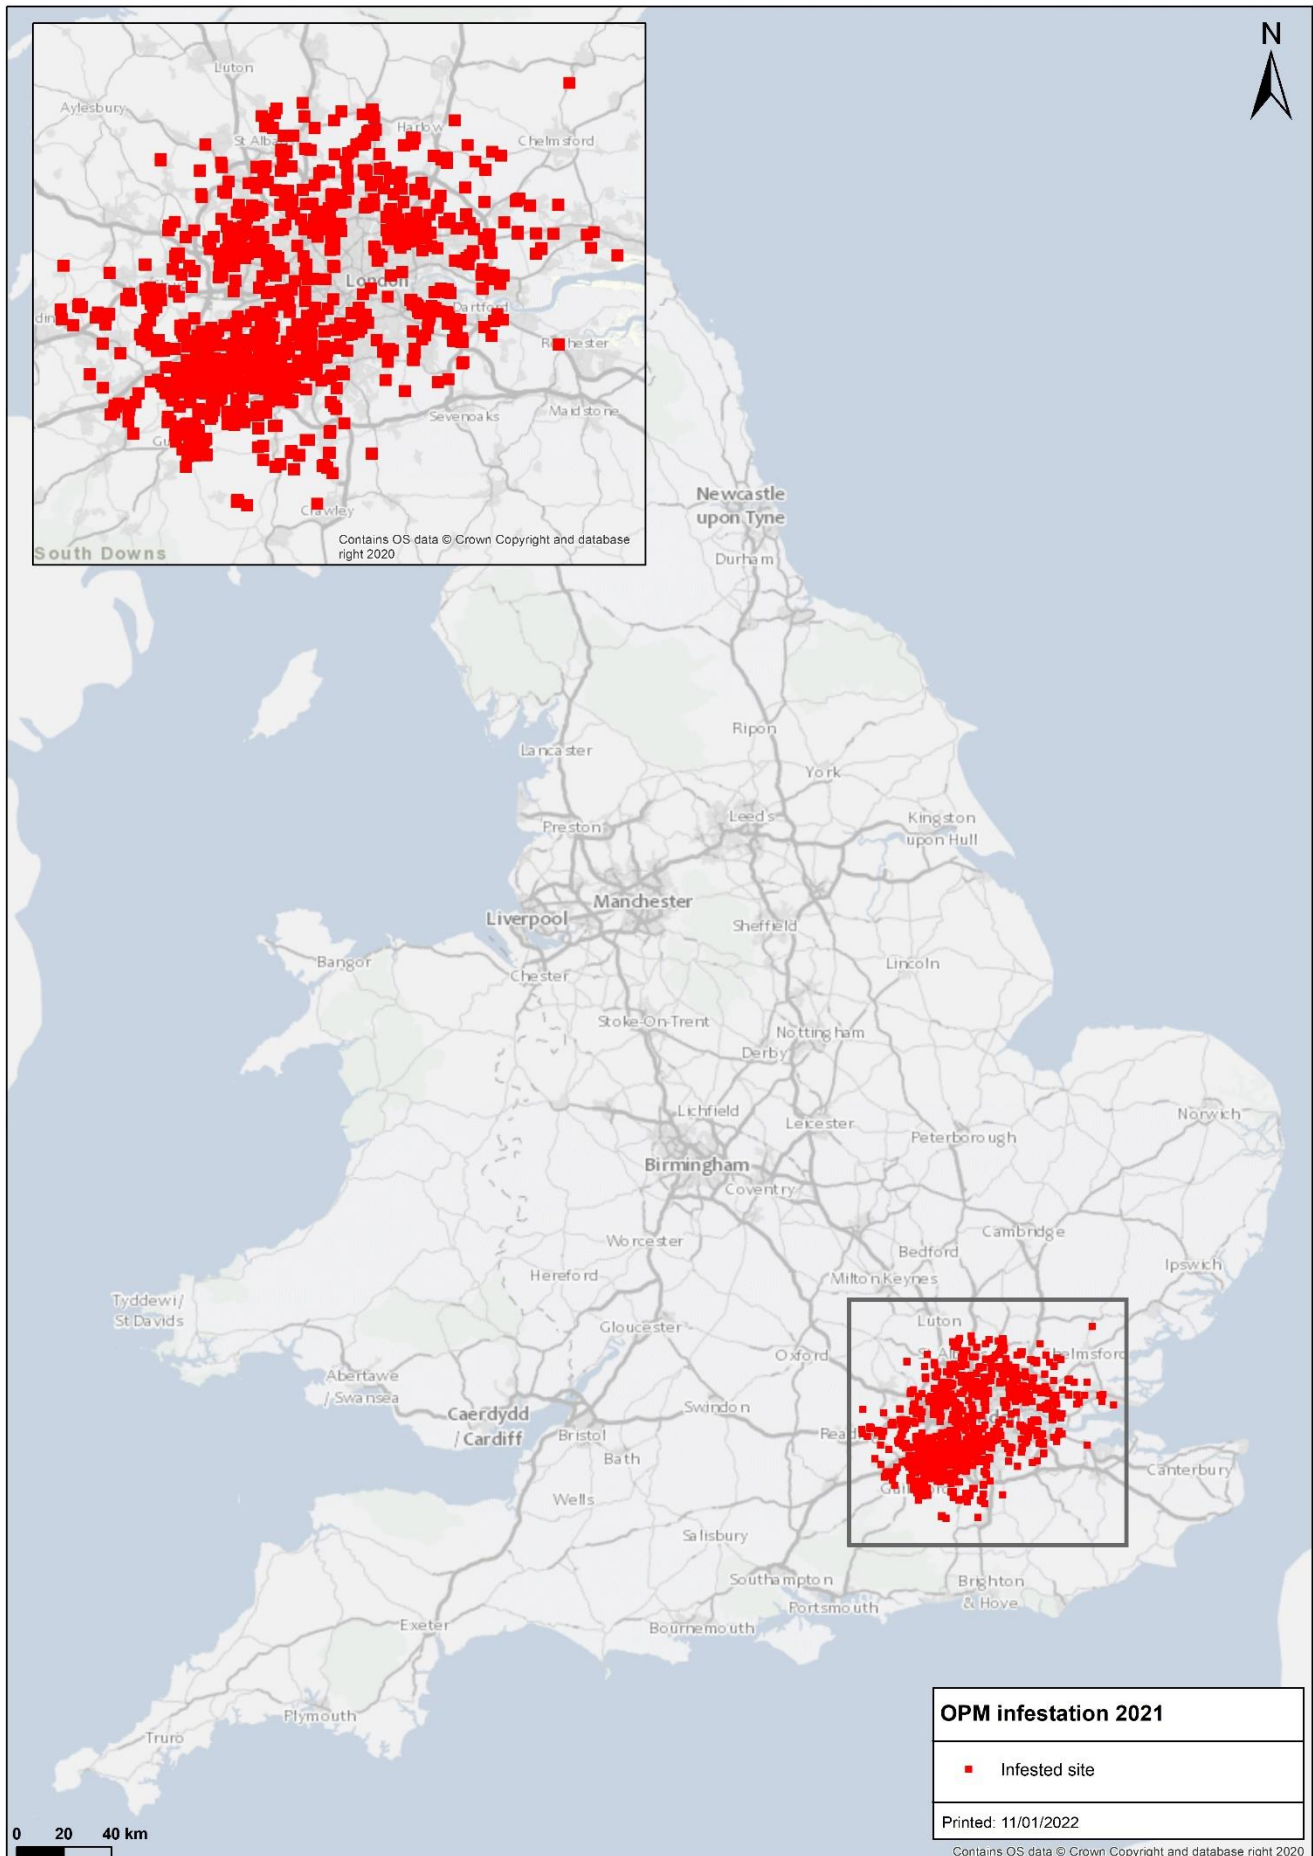 N
Luton
Aylesbury
Harlow
Chelmsford
London
Dartford
Sevenoaks
Maidstone
Crawley
South Downs
Contains OS data © Crown Copyright and database
right 2020
Newcastle
upon Tyne
Durham
Ripon
Lancaster
York
Preston
Leeds
Kingston
upon Hull
Manchester
Liverpool
Sheffield
Bangor
Chester
Lincoln
Stoke-On-Trent
Nottingham
Derby
Lichfield
Leicester
Norwich
Peterborough
Birmingham
Coventry
Worcester
Cambridge
Bedford
Ipswich
Hereford
Milton Keynes
Tyddewi/
St Davids
Gloucester
Luton
Oxford
Abertawe
/ Swansea
Swindon
Caerdydd
/ Cardiff
Bristol
Bath
Canterbury
Wells
Salisbury
Southampton
Brighton
& Hove
Portsmouth
Exeter
Bournemouth
Plymouth
Truro
OPM infestation 2021
Infested site
Printed: 11/01/2022
0 20 40 km
Contains OS data © Crown Copyright and database right 2020